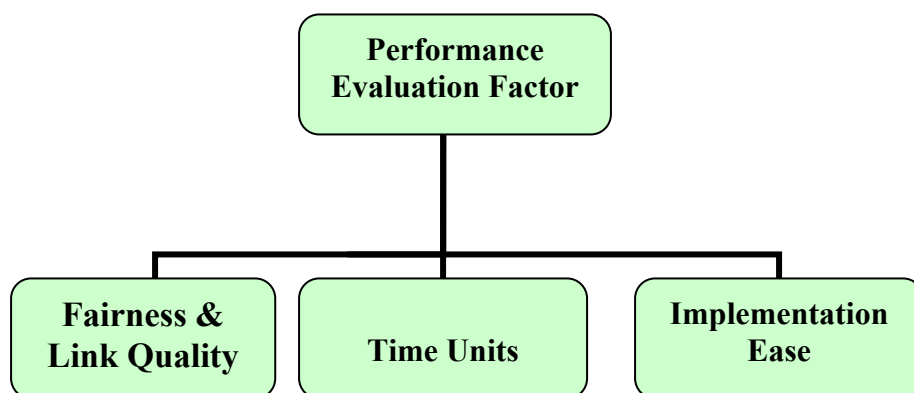 Performance
Evaluation Factor
Fairness &
Link Quality
Time Units
Implementation
Ease